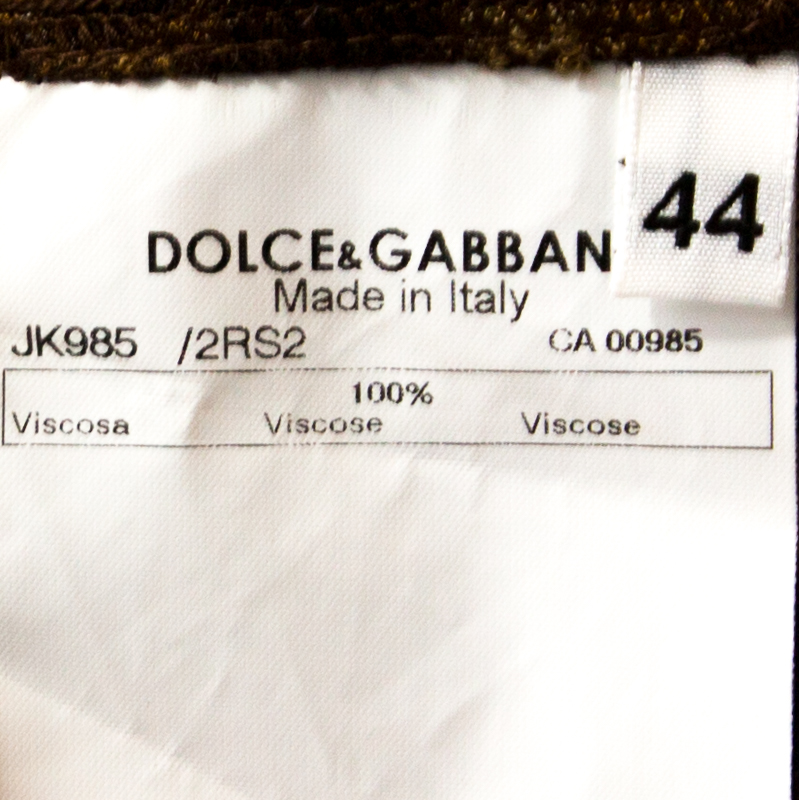 DOLCE&GABBAN
44
Made in Italy
JK985 /2RS2 CA 00985
100%
Viscosa Viscose Viscose